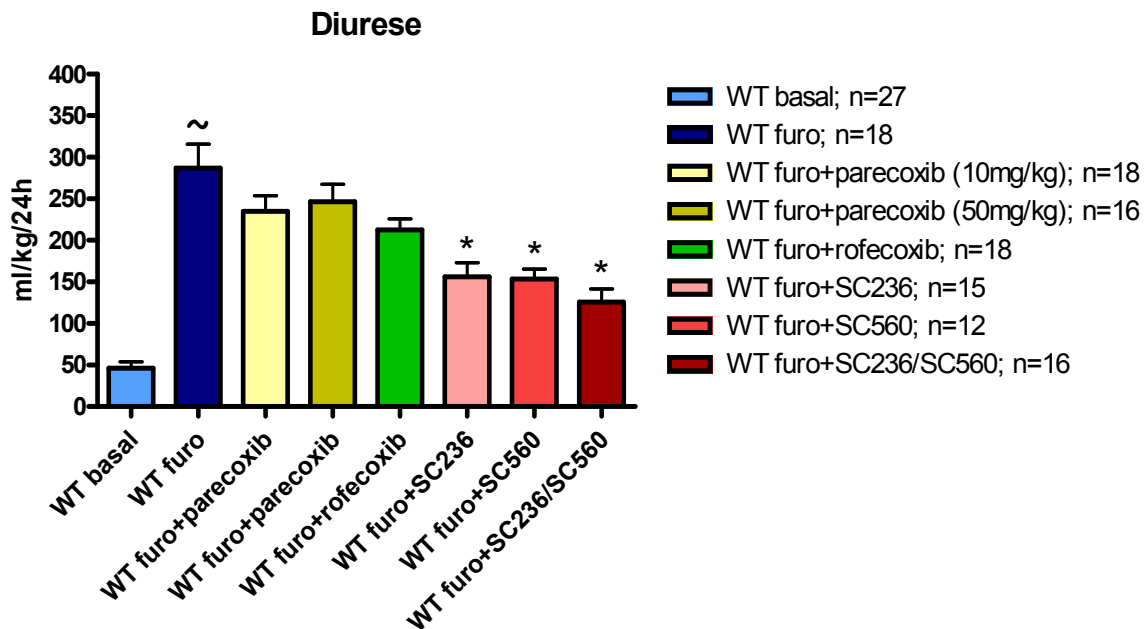 Diurese
ml/kg/24h
400
350
300
250
200
150
100
50
0
~
*
*
*
WT basal
WT furo
WT furo+parecoxib
WT furo+parecoxib
WT furo+rofecoxib
WT furo+SC236
WT furo+SC560
WT furo+SC236/SC560
WT basal; n=27
WT furo; n=18
WT furo+parecoxib (10mg/kg); n=18
WT furo+parecoxib (50mg/kg); n=16
WT furo+rofecoxib; n=18
WT furo+SC236; n=15
WT furo+SC560; n=12
WT furo+SC236/SC560; n=16